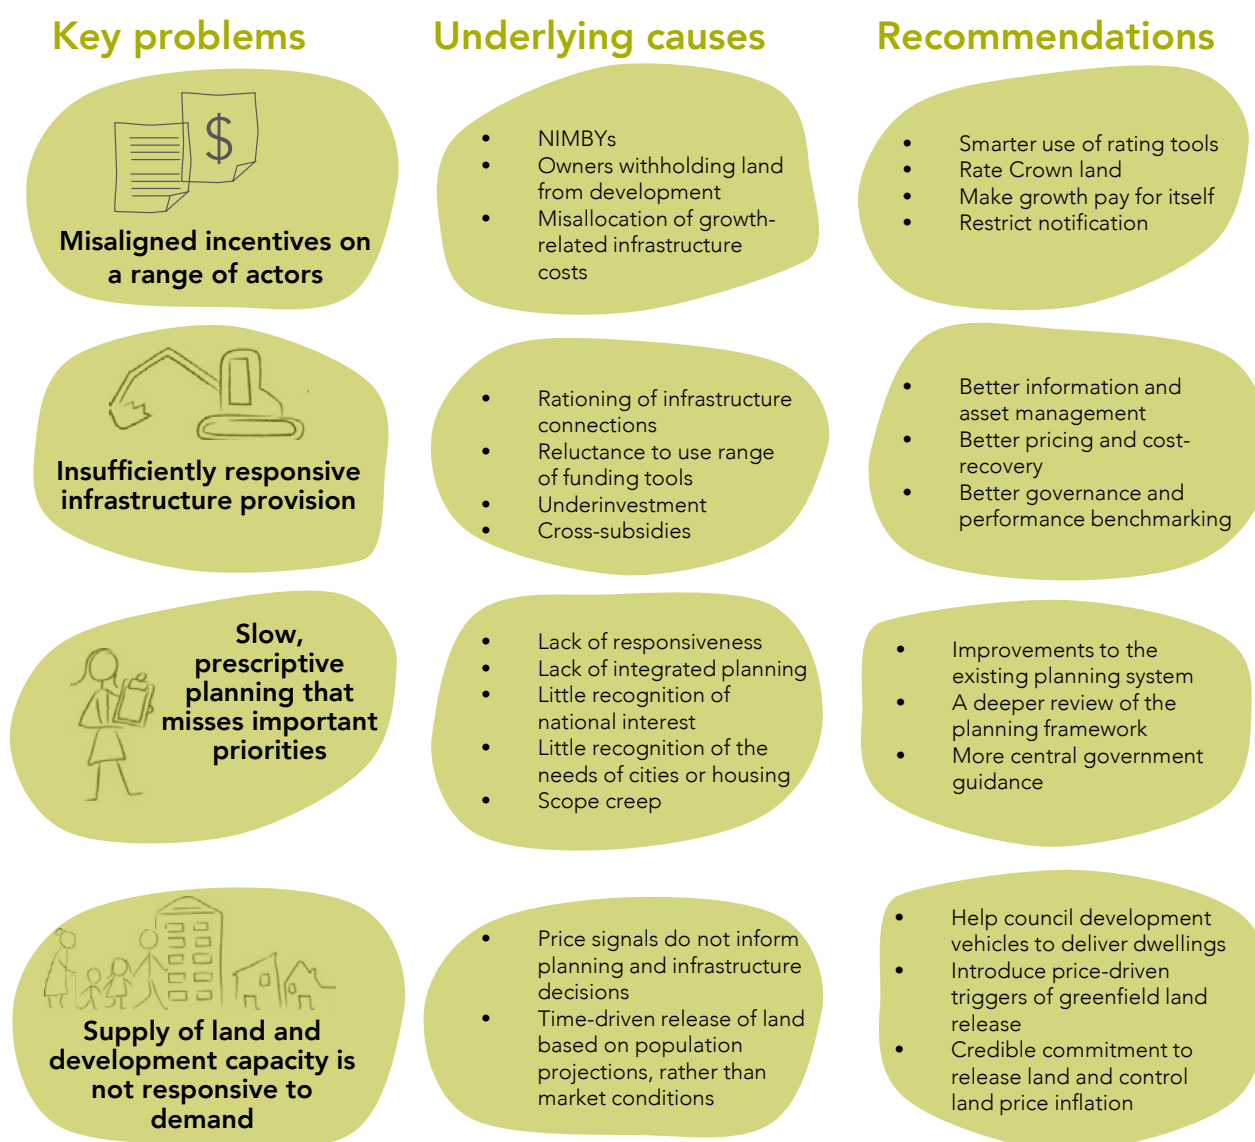 Key problems
Underlying causes
Recommendations
$
Misaligned incentives on
a range of actors
• NIMBYs
• Owners withholding land
from development
• Misallocation of growth-
related infrastructure
costs
• Smarter use of rating tools
• Rate Crown land
• Make growth pay for itself
• Restrict notification
Insufficiently responsive
infrastructure provision
• Rationing of infrastructure
connections
• Reluctance to use range
of funding tools
• Underinvestment
• Cross-subsidies
• Better information and
asset management
• Better pricing and cost-
recovery
• Better governance and
performance benchmarking
Slow,
prescriptive
planning that
misses important
priorities
• Lack of responsiveness
• Lack of integrated planning
• Little recognition of
national interest
• Little recognition of the
needs of cities or housing
• Scope creep
• Improvements to the
existing planning system
• A deeper review of the
planning framework
• More central government
guidance
Supply of land and
development capacity is
not responsive to
demand
• Price signals do not inform
planning and infrastructure
decisions
• Time-driven release of land
based on population
projections, rather than
market conditions
• Help council development
vehicles to deliver dwellings
• Introduce price-driven
triggers of greenfield land
release
• Credible commitment to
release land and control
land price inflation